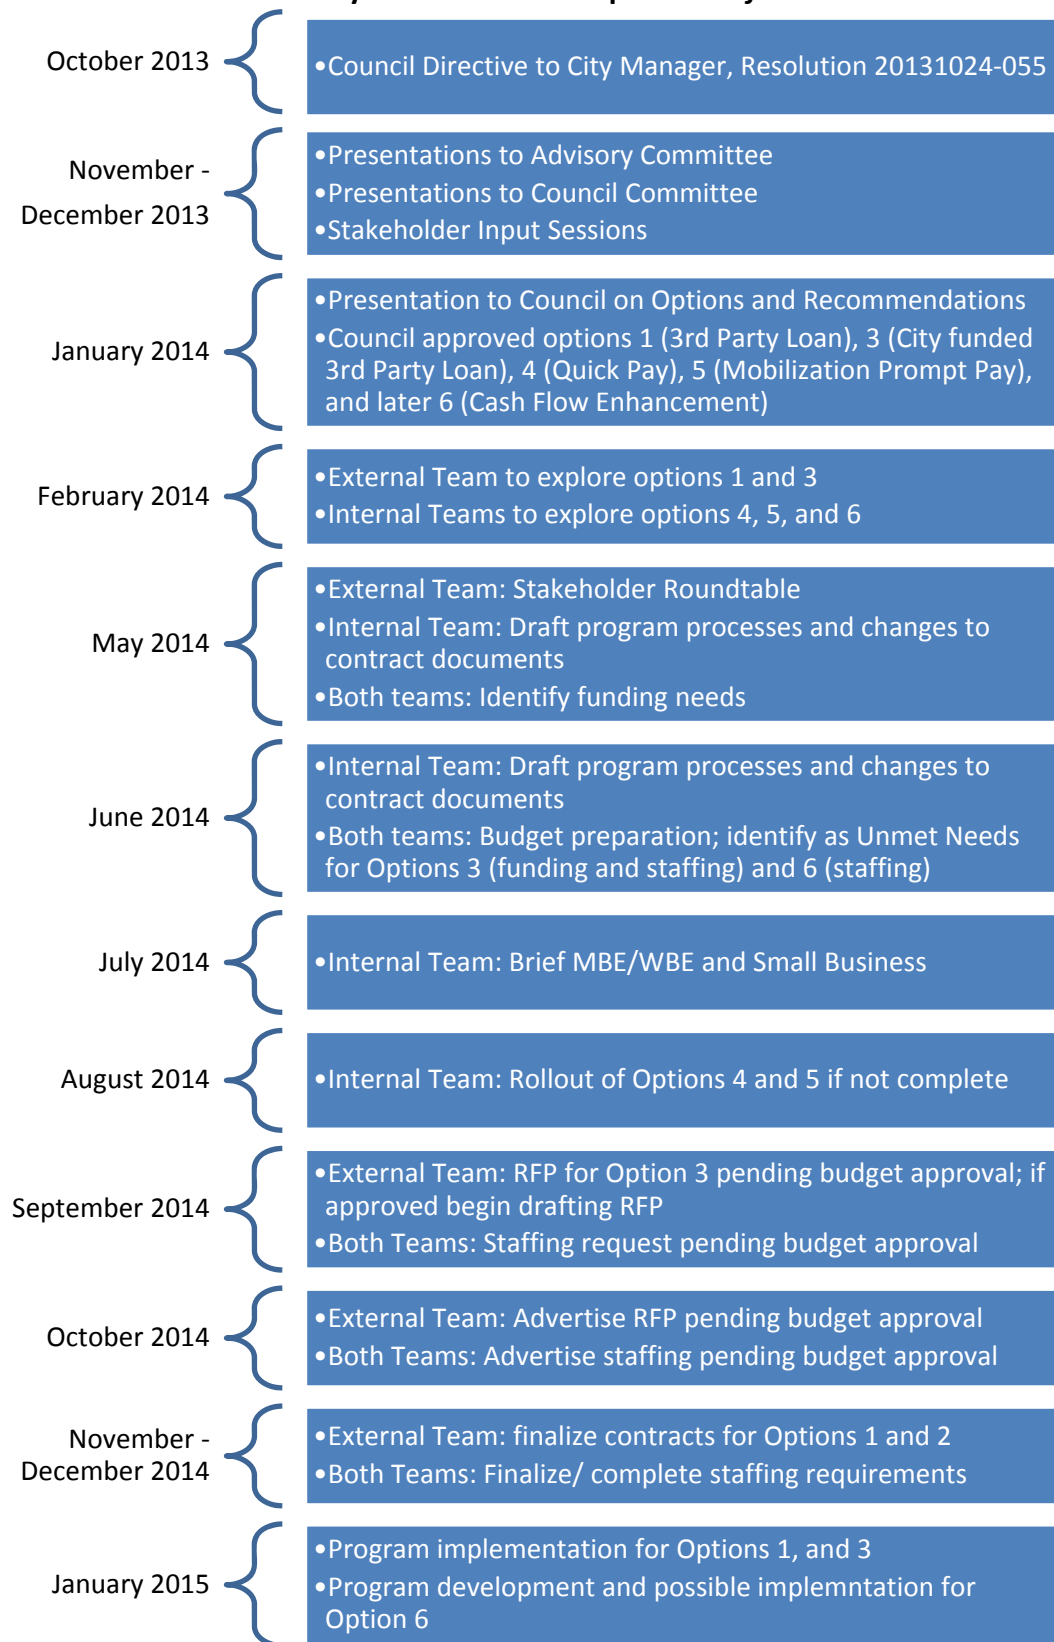 October 2013
•Council Directive to City Manager, Resolution 20131024-055
November -
December 2013
•Presentations to Advisory Committee
•Presentations to Council Committee
•Stakeholder Input Sessions
January 2014
•Presentation to Council on Options and Recommendations
•Council approved options 1 (3rd Party Loan), 3 (City funded
3rd Party Loan), 4 (Quick Pay), 5 (Mobilization Prompt Pay),
and later 6 (Cash Flow Enhancement)
February 2014
•External Team to explore options 1 and 3
•Internal Teams to explore options 4, 5, and 6
May 2014
•External Team: Stakeholder Roundtable
•Internal Team: Draft program processes and changes to
contract documents
•Both teams: Identify funding needs
June 2014
•Internal Team: Draft program processes and changes to
contract documents
•Both teams: Budget preparation; identify as Unmet Needs
for Options 3 (funding and staffing) and 6 (staffing)
July 2014
•Internal Team: Brief MBE/WBE and Small Business
August 2014
•Internal Team: Rollout of Options 4 and 5 if not complete
September 2014
•External Team: RFP for Option 3 pending budget approval; if
approved begin drafting RFP
•Both Teams: Staffing request pending budget approval
October 2014
•External Team: Advertise RFP pending budget approval
•Both Teams: Advertise staffing pending budget approval
November -
December 2014
•External Team: finalize contracts for Options 1 and 2
•Both Teams: Finalize/ complete staffing requirements
January 2015
•Program implementation for Options 1, and 3
•Program development and possible implemntation for
Option 6